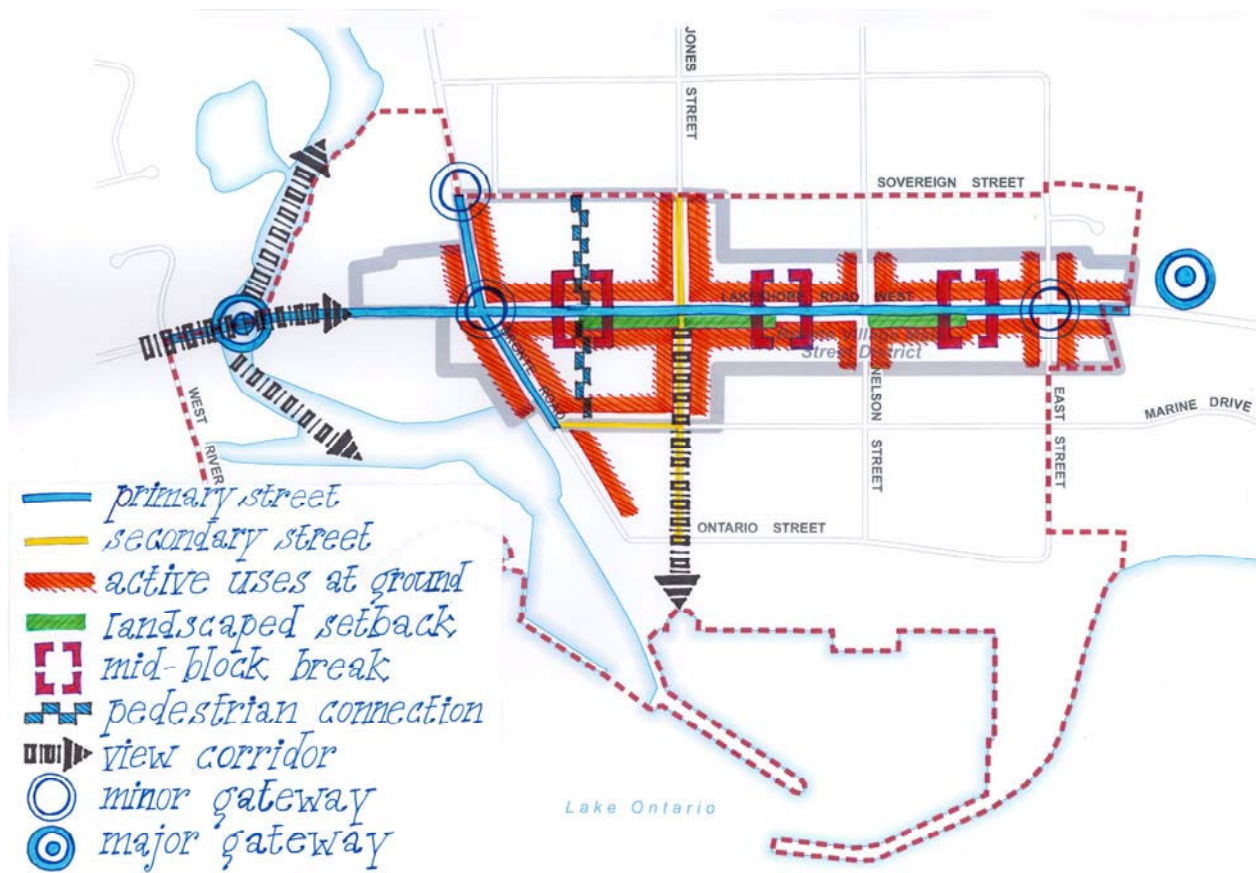 JONES STREET
SOVEREIGN STREET
LAKESHORE ROAD WEST
Street District
BRONTE ROAD
WEST RIVER
NELSON STREET
EAST STREET
MARINE DRIVE
ONTARIO STREET
primary street
secondary street
active uses at ground
landscaped setback
mid-block break
pedestrian connection
view corridor
minor gateway
major gateway
Lake Ontario